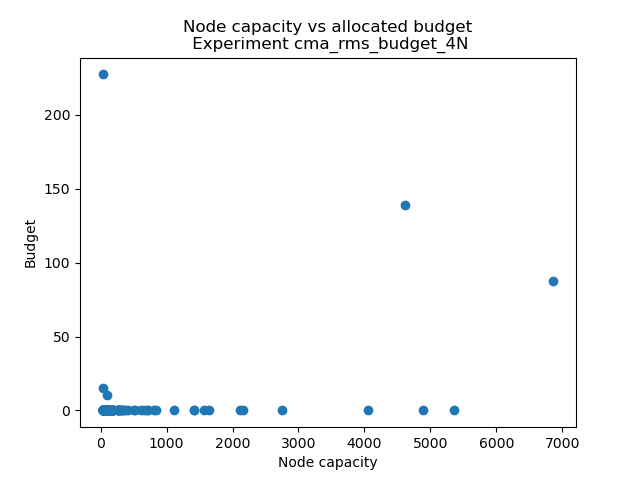 Node capacity vs allocated budget
Experiment cma_rms_budget_4N
200
150
100
50
0
Budget
0 1000 2000 3000 4000 5000 6000 7000
Node capacity